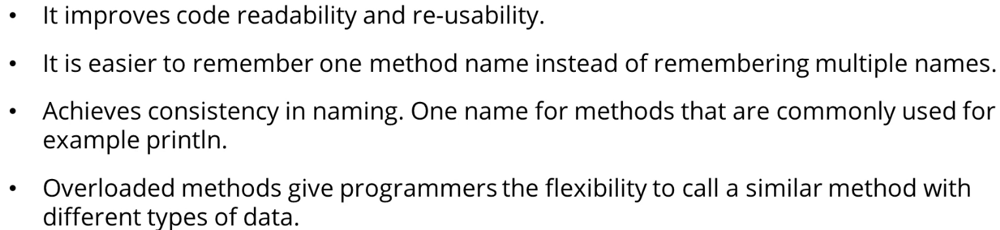 • It improves code readability and re-usability.
• It is easier to remember one method name instead of remembering multiple names.
• Achieves consistency in naming. One name for methods that are commonly used for
example println.
• Overloaded methods give programmers the flexibility to call a similar method with
different types of data.